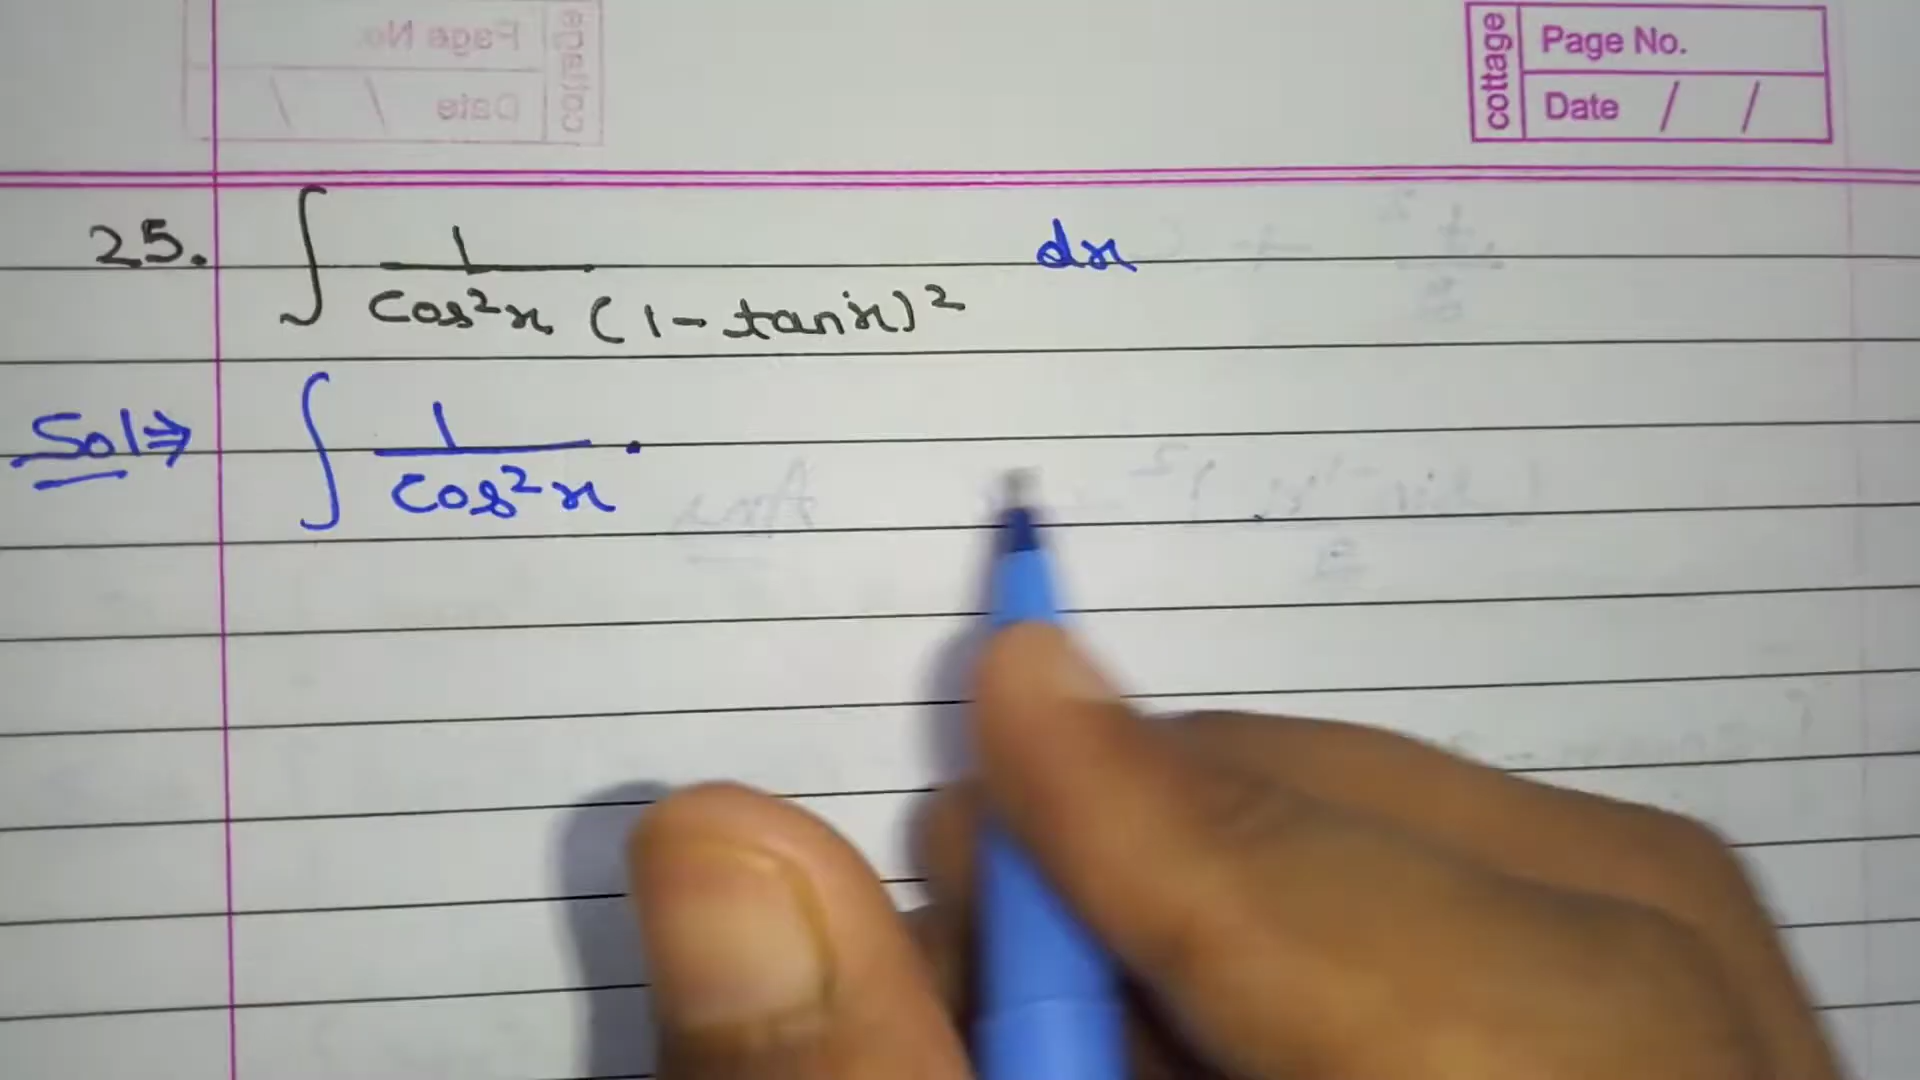 cottage
Page No.
Date / /
25. ∫ 1/cos²x (1 - tanx)² dx
Sol⇒ ∫ 1/cos²x .